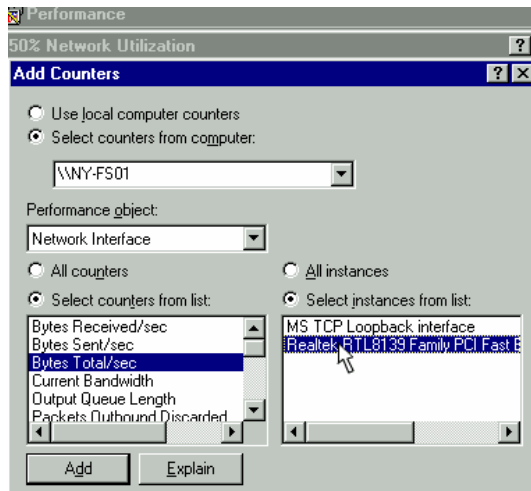 Performance
50% Network Utilization
?
Add Counters
? ×
Use local computer counters
Select counters from computer:
\\NY-FS01
Performance object:
Network Interface
All counters
All instances
Select counters from list:
Select instances from list:
Bytes Received/sec
Bytes Sent/sec
Bytes Total/sec
Current Bandwidth
Output Queue Length
Packets Outbound Discarded
MS TCP Loopback interface
Realtek RTL8139 Family PCI Fast E
Add
Explain